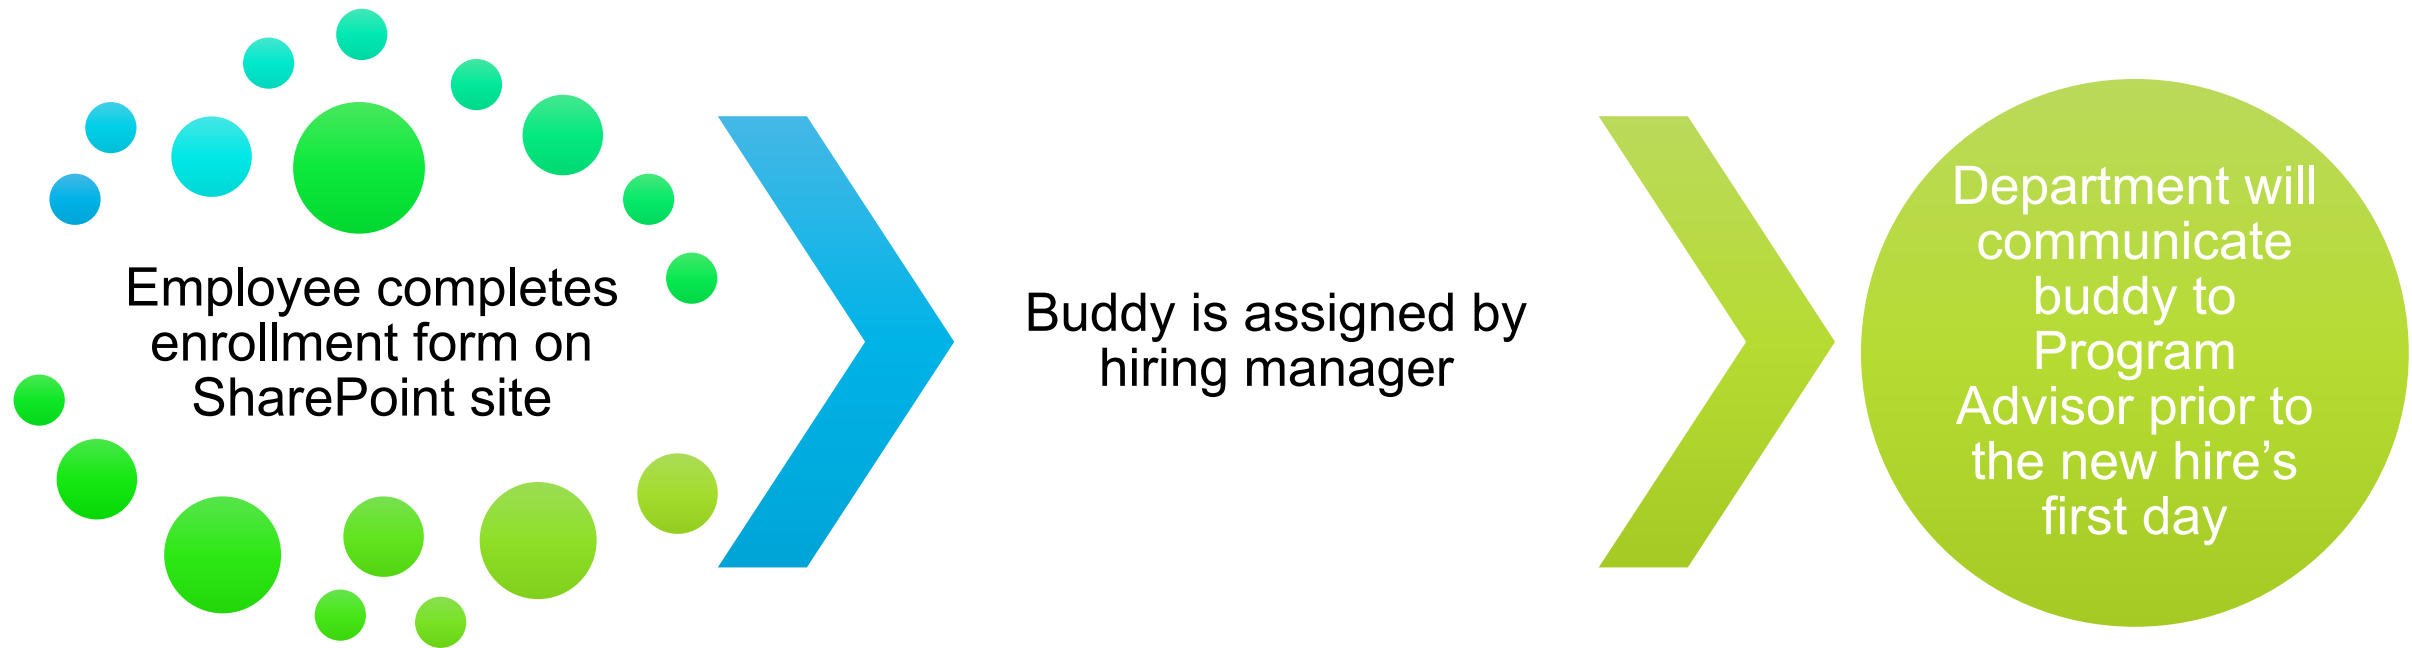 Employee completes
enrollment form on
SharePoint site
Buddy is assigned by
hiring manager
Department will
communicate
buddy to
Program
Advisor prior to
the new hire’s
first day